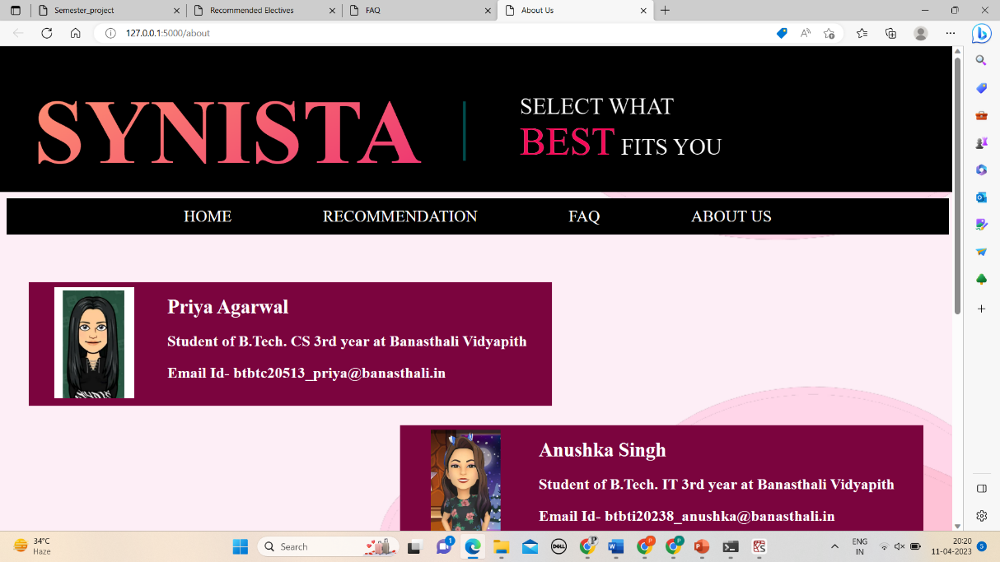 Semester_project
Recommended Electives
FAQ
About Us
127.0.0.1:5000/about
SYNISTA
SELECT WHAT
BEST FITS YOU
HOME RECOMMENDATION FAQ ABOUT US
Priya Agarwal
Student of B.Tech. CS 3rd year at Banasthali Vidyapith
Email Id- btbtc20513_priya@banasthali.in
Anushka Singh
Student of B.Tech. IT 3rd year at Banasthali Vidyapith
Email Id- btbti20238_anushka@banasthali.in
34°C
Haze
Search
1
DELL
P
W
P
P
P
ENG
IN
20:20
11-04-2023
5